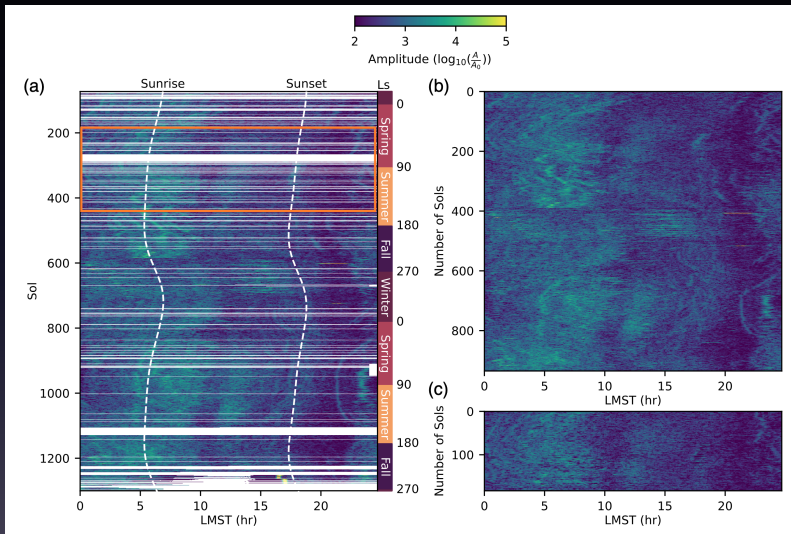 2 3 4 5
Amplitude (log10(A/A0))
(a) Sunrise Sunset Ls (b)
0
Spring
90
Summer
180
Fall
270
Winter
0
Spring
90
Summer
180
Fall
270
200
400
600
800
1000
1200
Sol
0 5 10 15 20
LMST (hr)
0
200
400
600
800
Number of Sols
0 5 10 15 20
LMST (hr)
(c)
0
100
Number of Sols
0 5 10 15 20
LMST (hr)